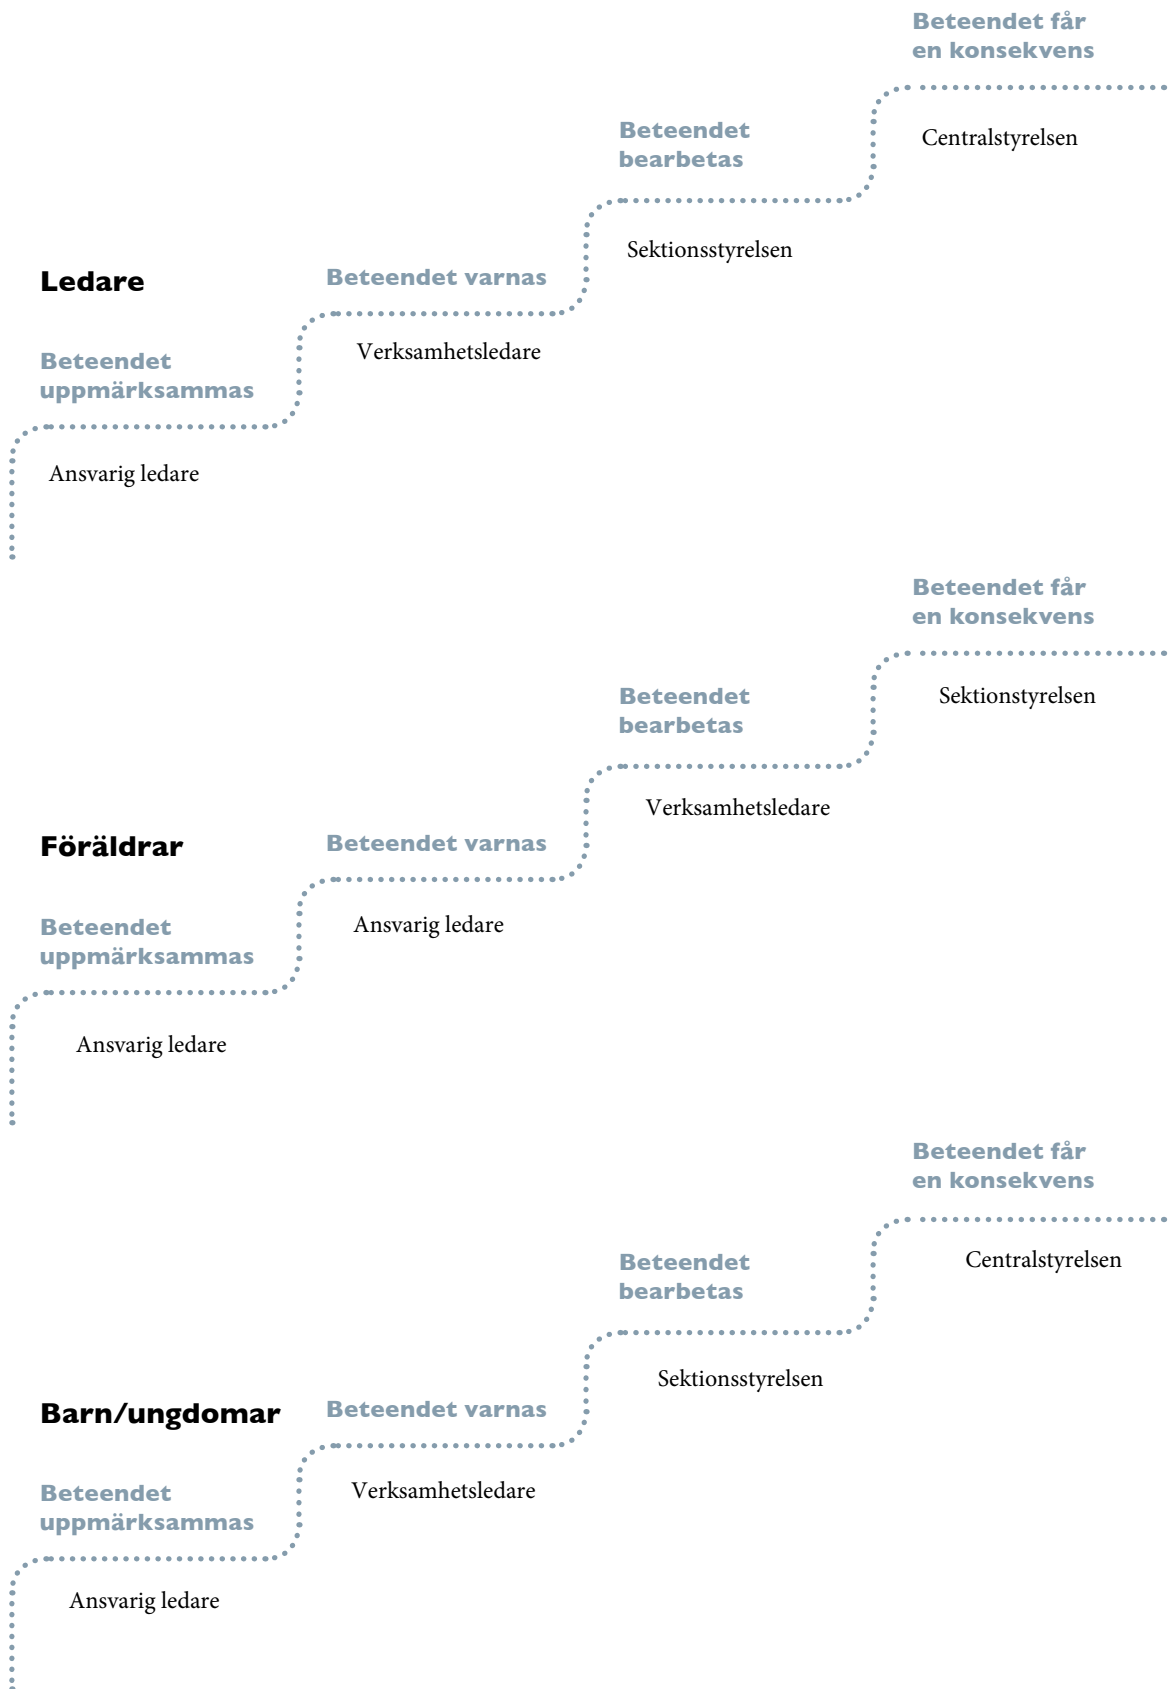 Beteendet får
en konsekvens
Centralstyrelsen
Beteendet
bearbetas
Sektionsstyrelsen
Ledare
Beteendet varnas
Verksamhetsledare
Beteendet
uppmärksammas
Ansvarig ledare
Beteendet får
en konsekvens
Sektionstyrelsen
Beteendet
bearbetas
Verksamhetsledare
Föräldrar
Beteendet varnas
Ansvarig ledare
Beteendet
uppmärksammas
Ansvarig ledare
Beteendet får
en konsekvens
Centralstyrelsen
Beteendet
bearbetas
Sektionsstyrelsen
Barn/ungdomar
Beteendet varnas
Verksamhetsledare
Beteendet
uppmärksammas
Ansvarig ledare